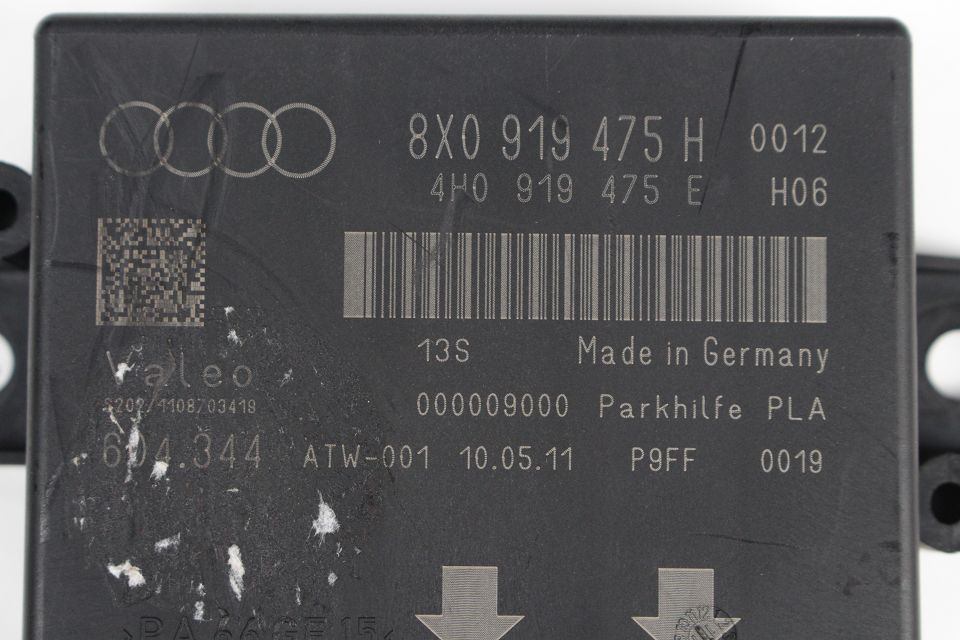 8X0 919 475 H 0012
4H0 919 475 E H06
13S Made in Germany
Valeo
000009000 Parkhilfe PLA
604.344 ATW-001 10.05.11 P9FF 0019
>PA66GF15<